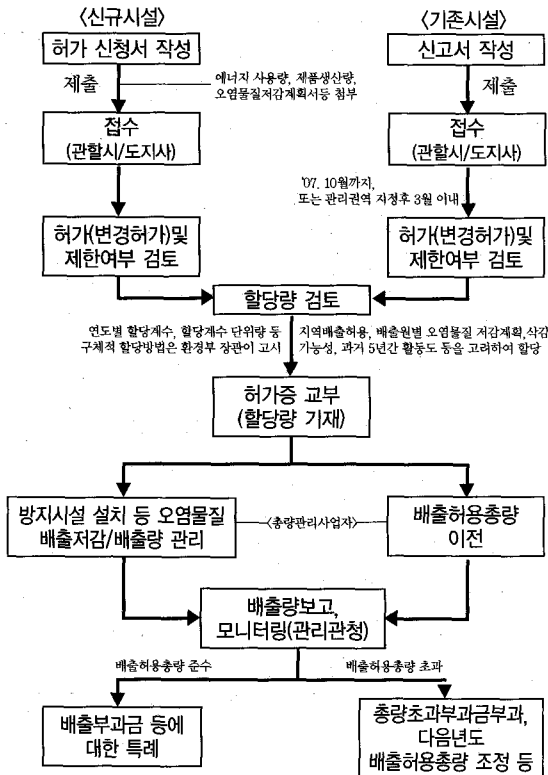 <신규시설>
<기존시설>
허가 신청서 작성
신고서 작성
제출
에너지 사용량, 제품생산량,
오염물질저감계획서등 첨부
제출
접수
(관할시/도지사)
접수
(관할시/도지사)
'07. 10월까지,
또는 관리권역 지정후 3월 이내
허가(변경허가)및
제한여부 검토
허가(변경허가)및
제한여부 검토
할당량 검토
연도별 할당계수, 할당계수 단위량 등
구체적 할당방법은 환경부 장관이 고시
지역배출허용, 배출원별 오염물질 저감계획,삭감
가능성, 과거 5년간 활동도 등을 고려하여 할당
허가증 교부
(할당량 기재)
방지시설 설치 등 오염물질
배출저감/배출량 관리
<총량관리사업자>
배출허용총량
이전
배출량보고,
모니터링(관리관청)
배출허용총량 준수
배출허용총량 초과
배출부과금 등에
대한 특례
총량초과부과금부과,
다음년도
배출허용총량 조정 등